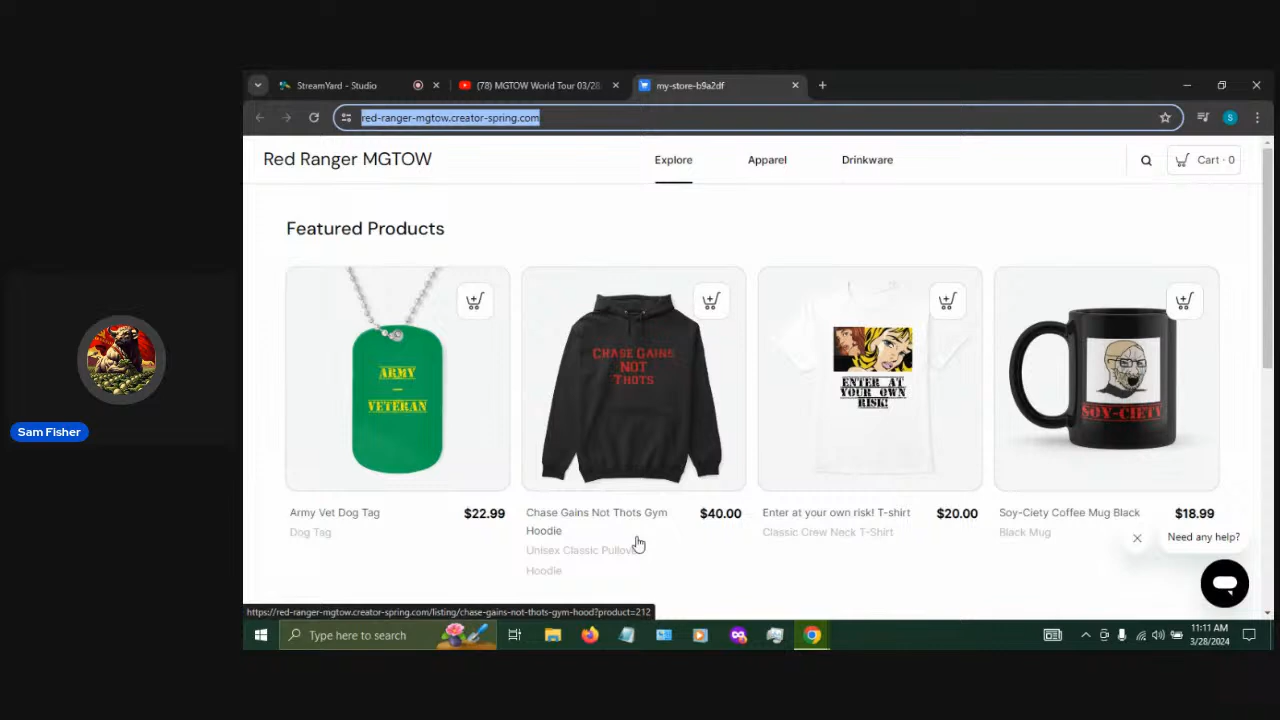 StreamYard - Studio
(78) MGTOW World Tour 03/28
my-store-b9a2df
red-ranger-mgtow.creator-spring.com
Red Ranger MGTOW
Explore
Apparel
Drinkware
Cart · 0
Featured Products
ARMY
—
VETERAN
CHASE GAINS
NOT
THOTS
ENTER AT
YOUR OWN
RISK!
SOY-CIETY
Army Vet Dog Tag
$22.99
Dog Tag
Chase Gains Not Thots Gym
Hoodie
$40.00
Unisex Classic Pullov
Hoodie
Enter at your own risk! T-shirt
$20.00
Classic Crew Neck T-Shirt
Soy-Ciety Coffee Mug Black
$18.99
Black Mug
Need any help?
Sam Fisher
https://red-ranger-mgtow.creator-spring.com/listing/chase-gains-not-thots-gym-hood?product=212
Type here to search
11:11 AM
3/28/2024
S